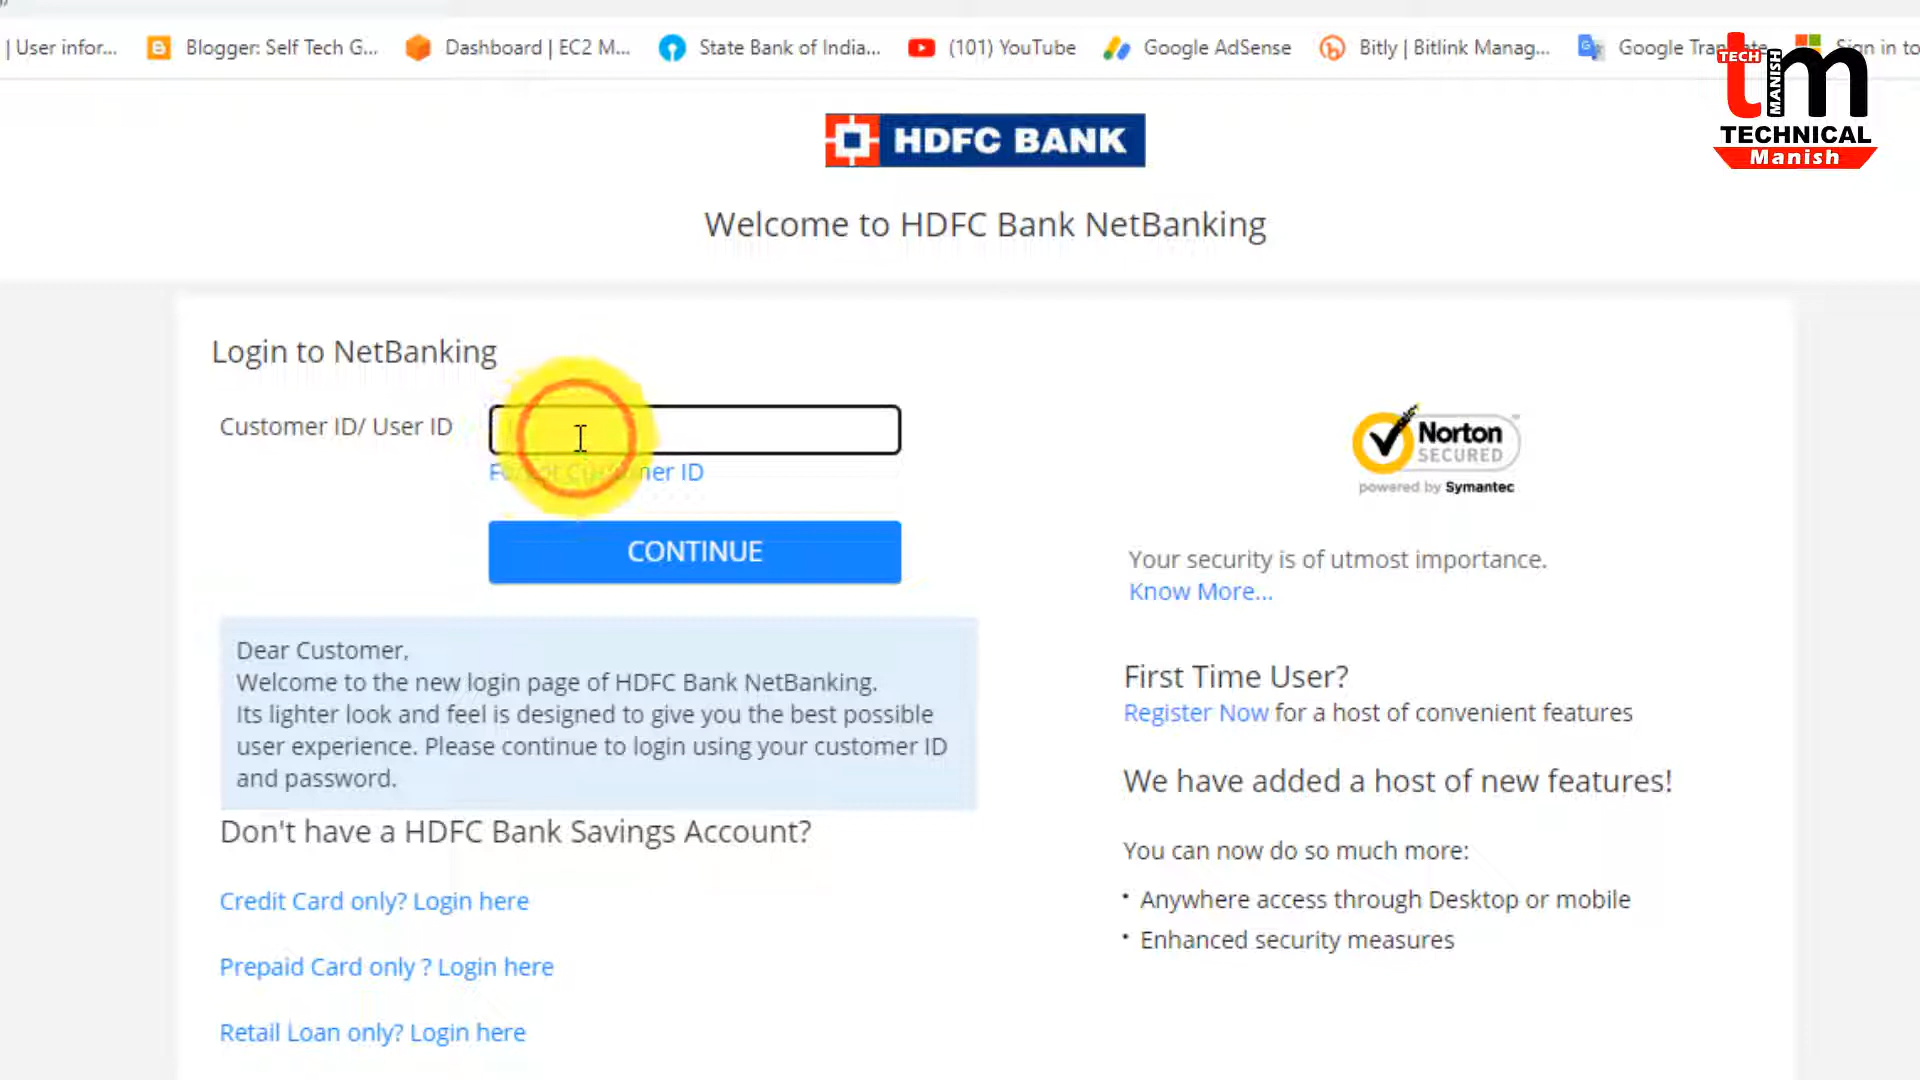 | User infor...
Blogger: Self Tech G...
Dashboard | EC2 M...
State Bank of India...
(101) YouTube
Google AdSense
Bitly | Bitlink Manag...
Google Translate
Sign in to
TECH
MANISH
tm
TECHNICAL
Manish
HDFC BANK
Welcome to HDFC Bank NetBanking
Login to NetBanking
Customer ID/ User ID
Forgot Customer ID
CONTINUE
Norton
SECURED
powered by Symantec
Your security is of utmost importance.
Know More...
Dear Customer,
Welcome to the new login page of HDFC Bank NetBanking.
Its lighter look and feel is designed to give you the best possible
user experience. Please continue to login using your customer ID
and password.
First Time User?
Register Now for a host of convenient features
We have added a host of new features!
You can now do so much more:
• Anywhere access through Desktop or mobile
• Enhanced security measures
Don't have a HDFC Bank Savings Account?
Credit Card only? Login here
Prepaid Card only ? Login here
Retail Loan only? Login here